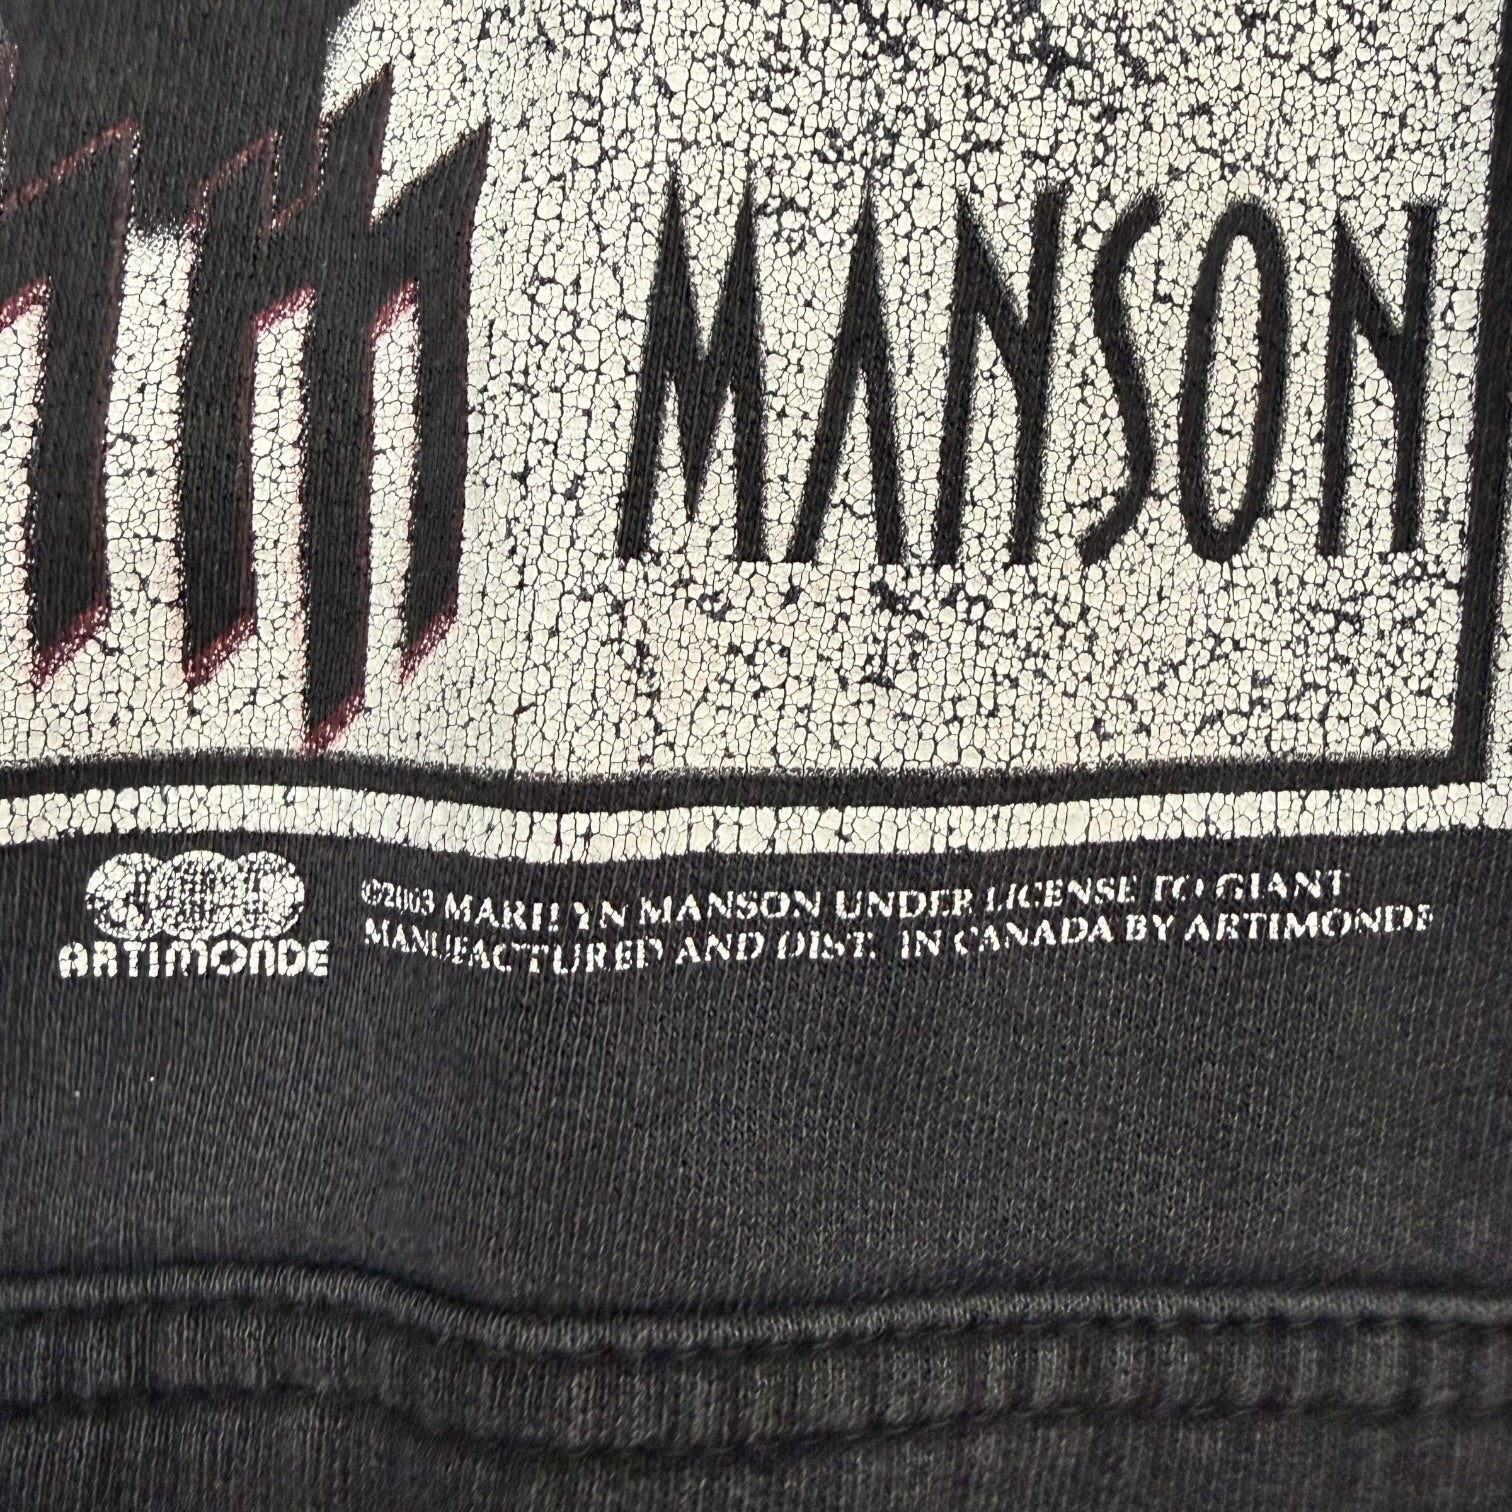 MANSON
ARTIMONDE
©2003 MARILYN MANSON UNDER LICENSE TO GIANT
MANUFACTURED AND DIST. IN CANADA BY ARTIMONDE